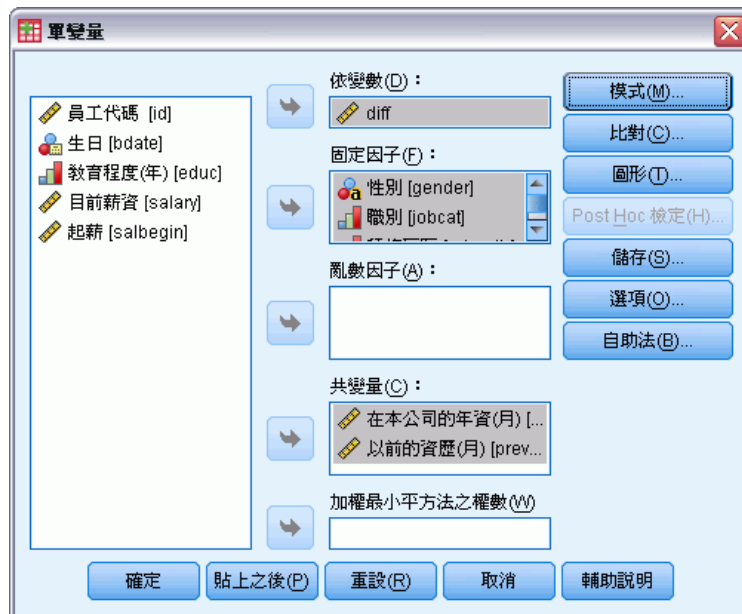 單變量
員工代碼 [id]
生日 [bdate]
教育程度(年) [educ]
目前薪資 [salary]
起薪 [salbegin]
依變數(D)：
diff
固定因子(F)：
性別 [gender]
職別 [jobcat]
亂數因子(A)：
共變量(C)：
在本公司的年資(月) [...
以前的資歷(月) [prev...
加權最小平方法之權數(W)
模式(M)...
比對(C)...
圖形(T)...
Post Hoc 檢定(H)...
儲存(S)...
選項(O)...
自助法(B)...
確定
貼上之後(P)
重設(R)
取消
輔助說明